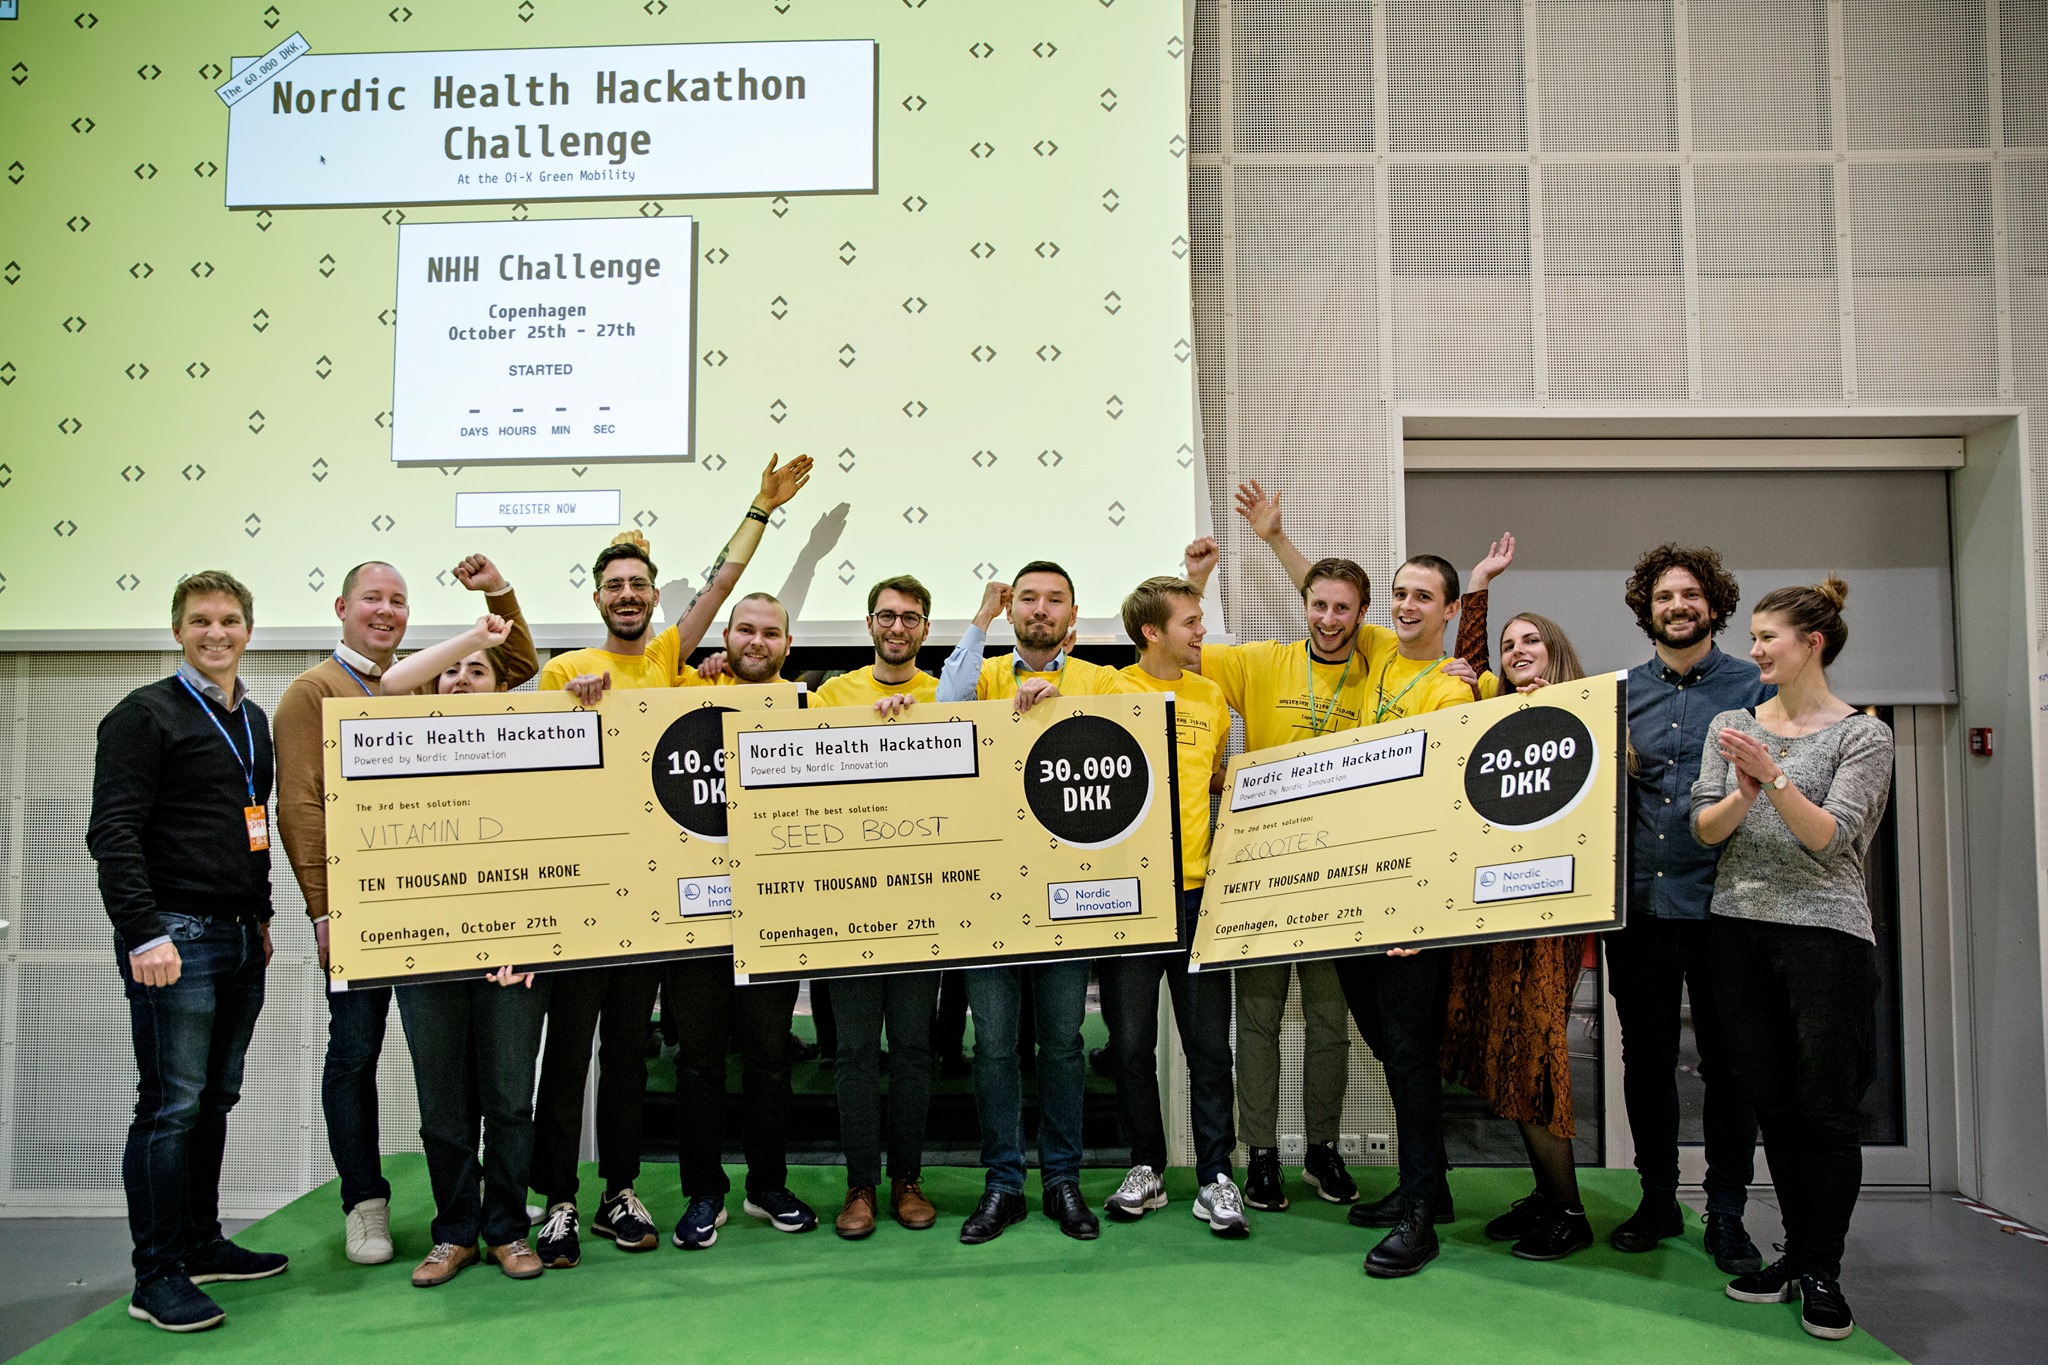 The 60.000 DKK.
Nordic Health Hackathon
Challenge
At the Oi-X Green Mobility
NHH Challenge
Copenhagen
October 25th - 27th
STARTED
- - - -
DAYS HOURS MIN SEC
REGISTER NOW
Nordic Health Hackathon
Powered by Nordic Innovation
10.0
DK
The 3rd best solution:
VITAMIN D
TEN THOUSAND DANISH KRONE
Copenhagen, October 27th
Nordic Health Hackathon
Powered by Nordic Innovation
30.000
DKK
1st place! The best solution:
SEED BOOST
THIRTY THOUSAND DANISH KRONE
Nordic
Innovation
Copenhagen, October 27th
Nordic Health Hackathon
Powered by Nordic Innovation
20.000
DKK
The 2nd best solution:
eSCOOTER
TWENTY THOUSAND DANISH KRONE
Nordic
Innovation
Copenhagen, October 27th